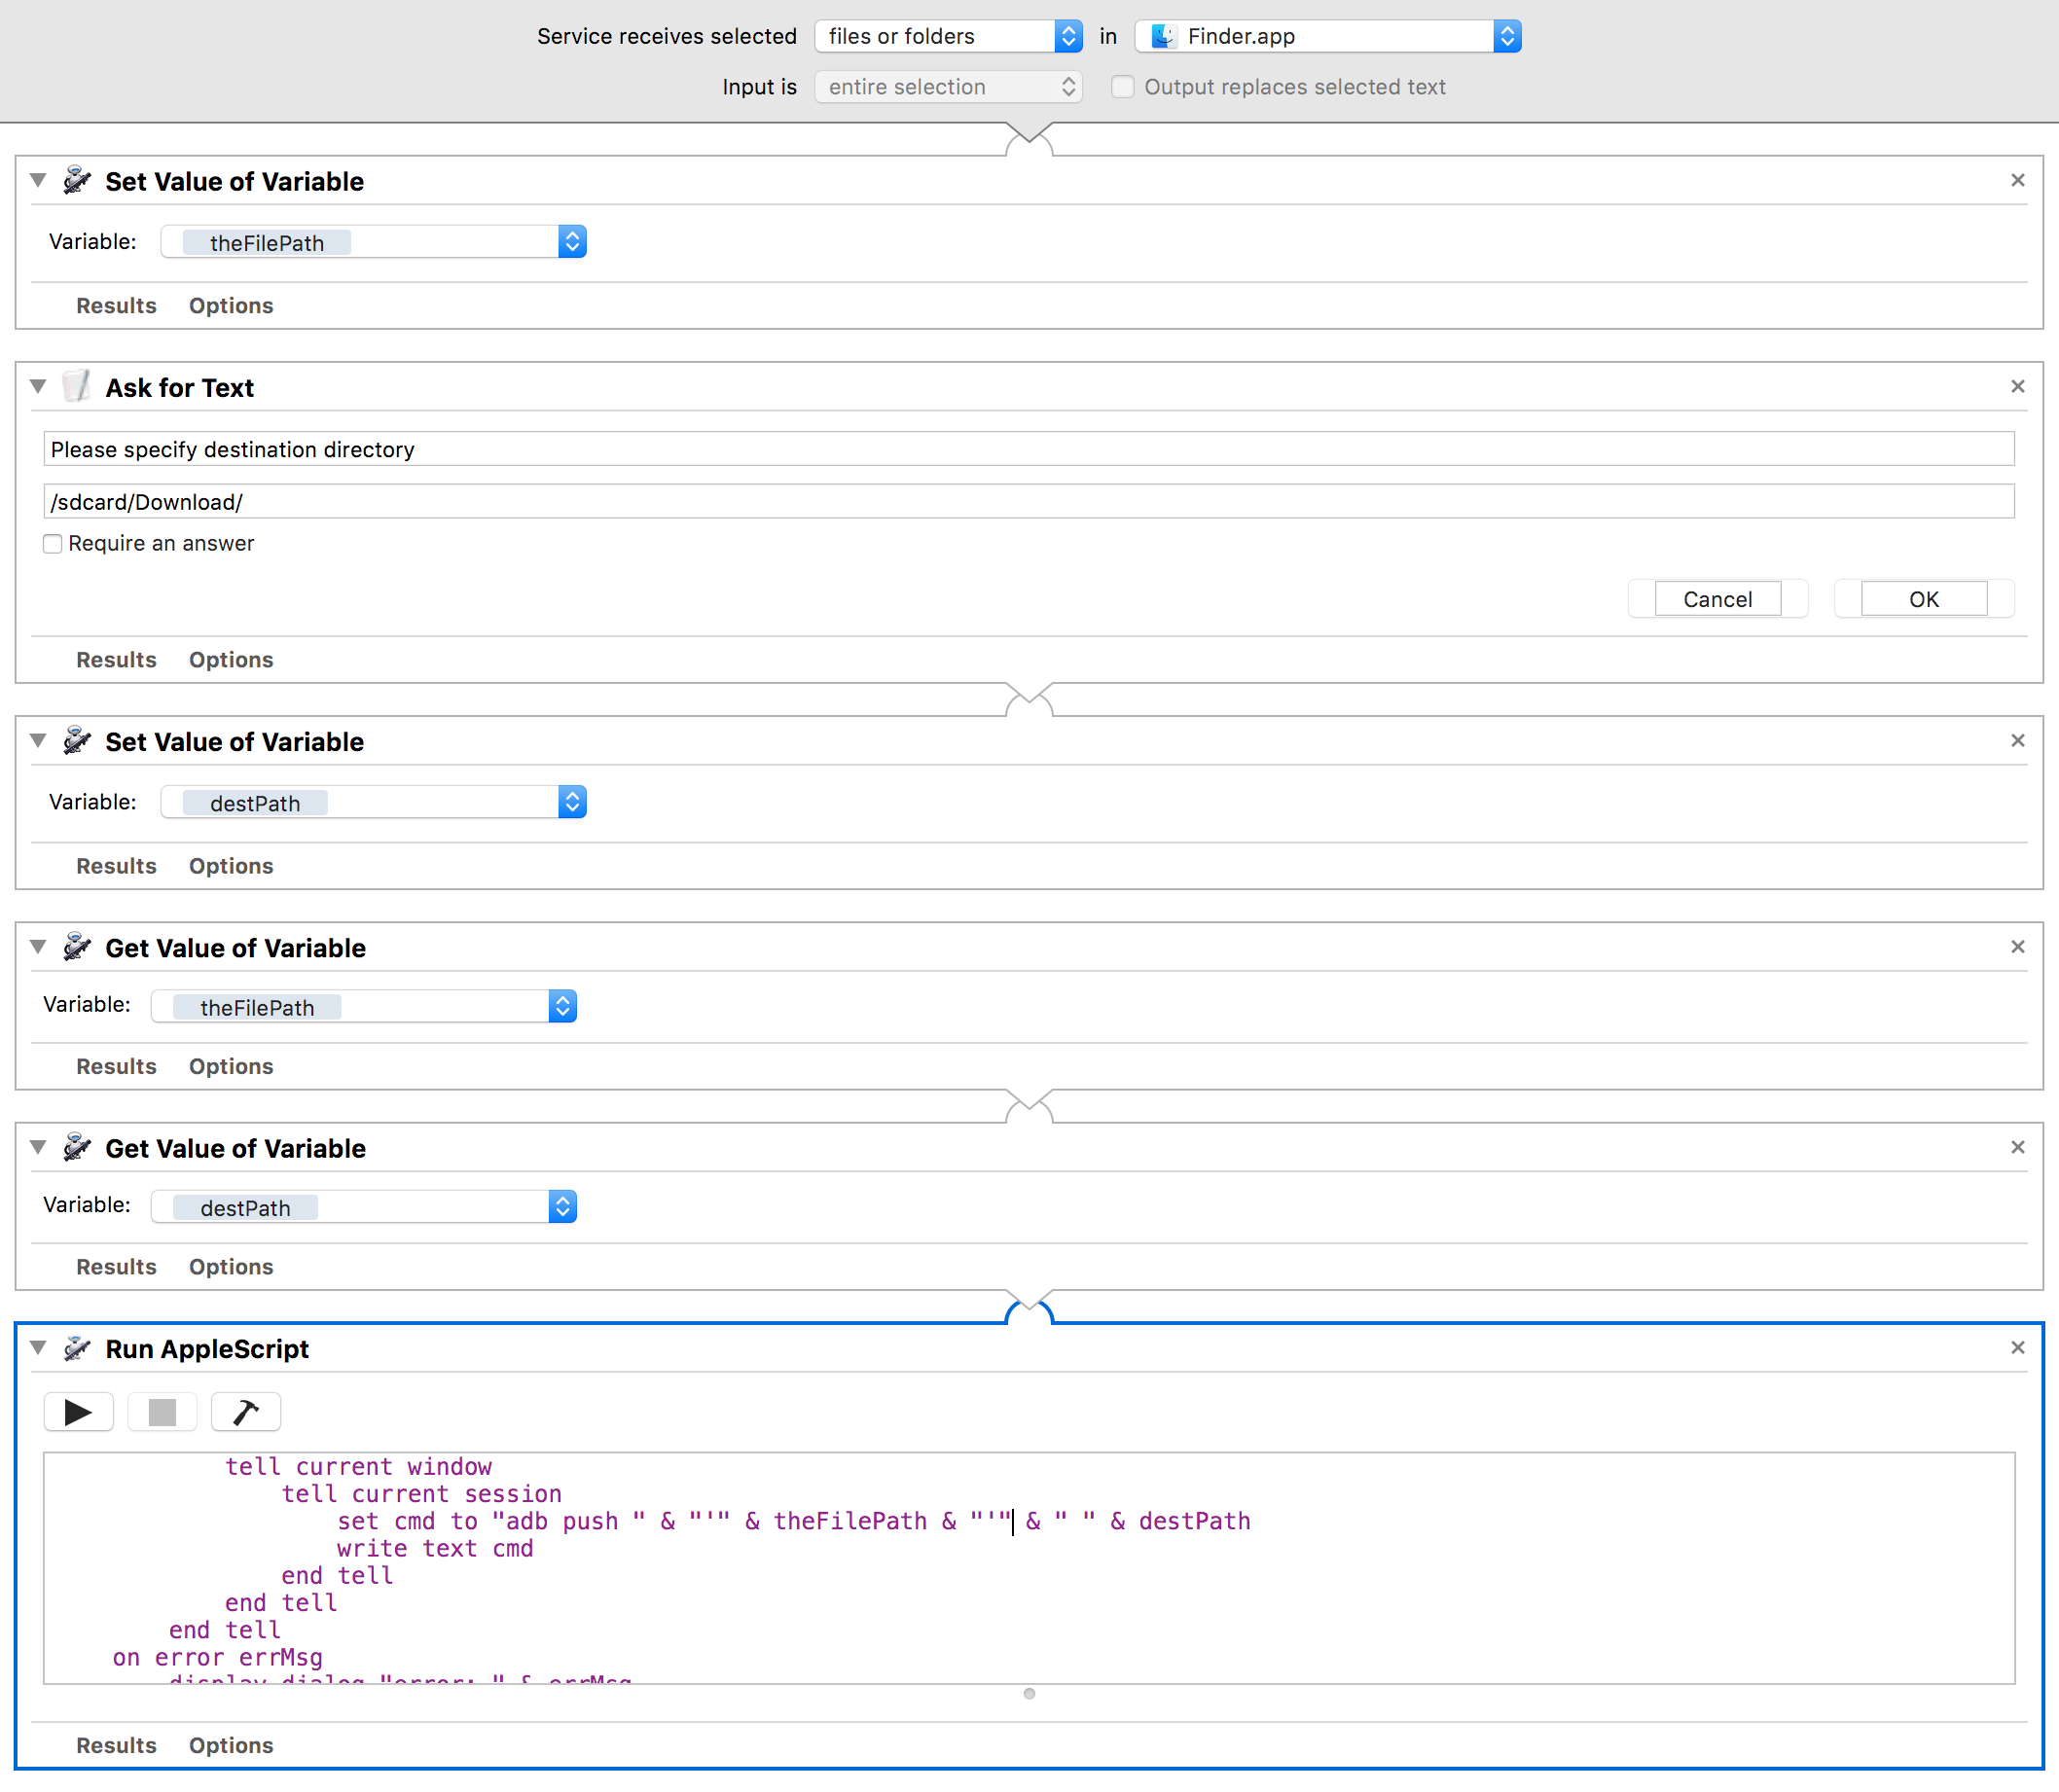 Service receives selected files or folders in Finder.app
Input is entire selection Output replaces selected text
Set Value of Variable
Variable: theFilePath
Results Options
Ask for Text
Please specify destination directory
/sdcard/Download/
Require an answer
Cancel OK
Results Options
Set Value of Variable
Variable: destPath
Results Options
Get Value of Variable
Variable: theFilePath
Results Options
Get Value of Variable
Variable: destPath
Results Options
Run AppleScript
tell current window
tell current session
set cmd to "adb push " & "'" & theFilePath & "'" & " " & destPath
write text cmd
end tell
end tell
end tell
on error errMsg
display dialog "error: " & errMsg
Results Options